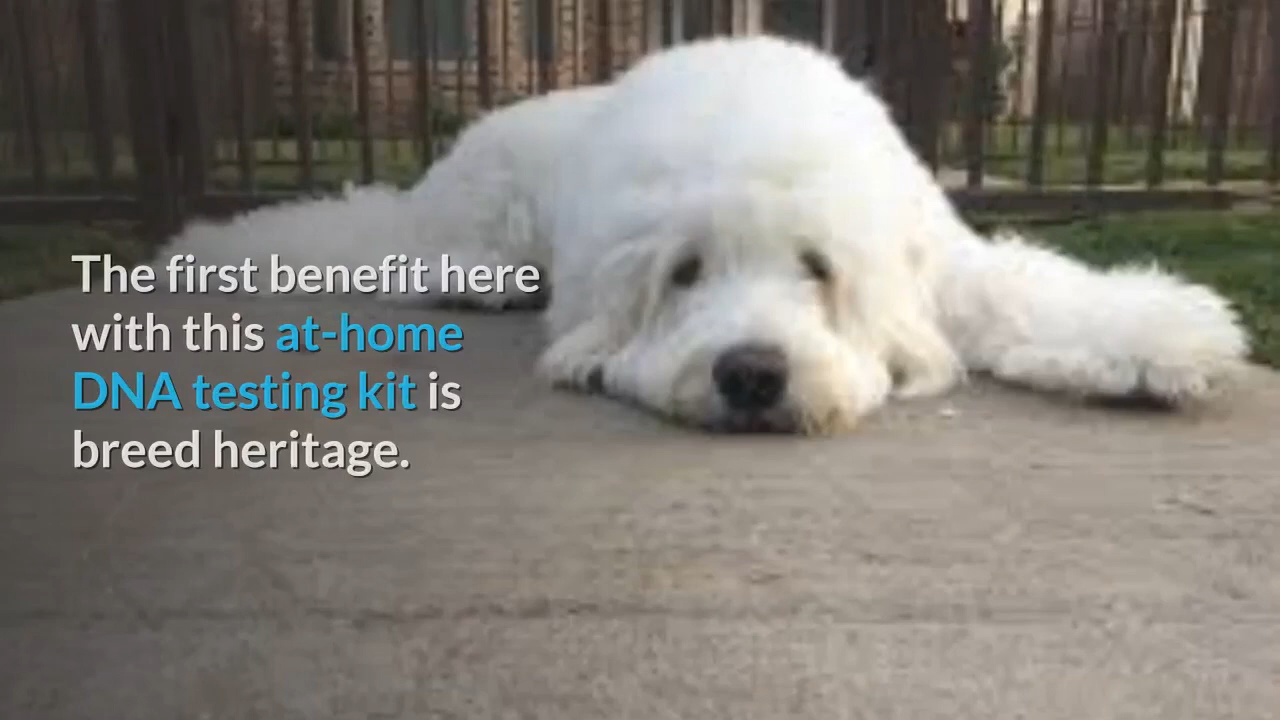 The first benefit here
with this at-home
DNA testing kit is
breed heritage.